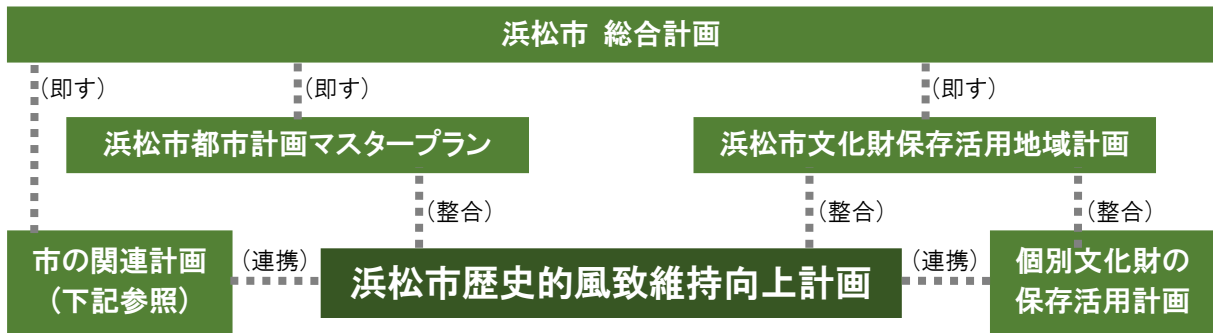 浜松市 総合計画
(即す)
(即す)
(即す)
浜松市都市計画マスタープラン
浜松市文化財保存活用地域計画
(整合)
(整合)
(整合)
市の関連計画
(下記参照)
(連携)
浜松市歴史的風致維持向上計画
(連携)
個別文化財の
保存活用計画